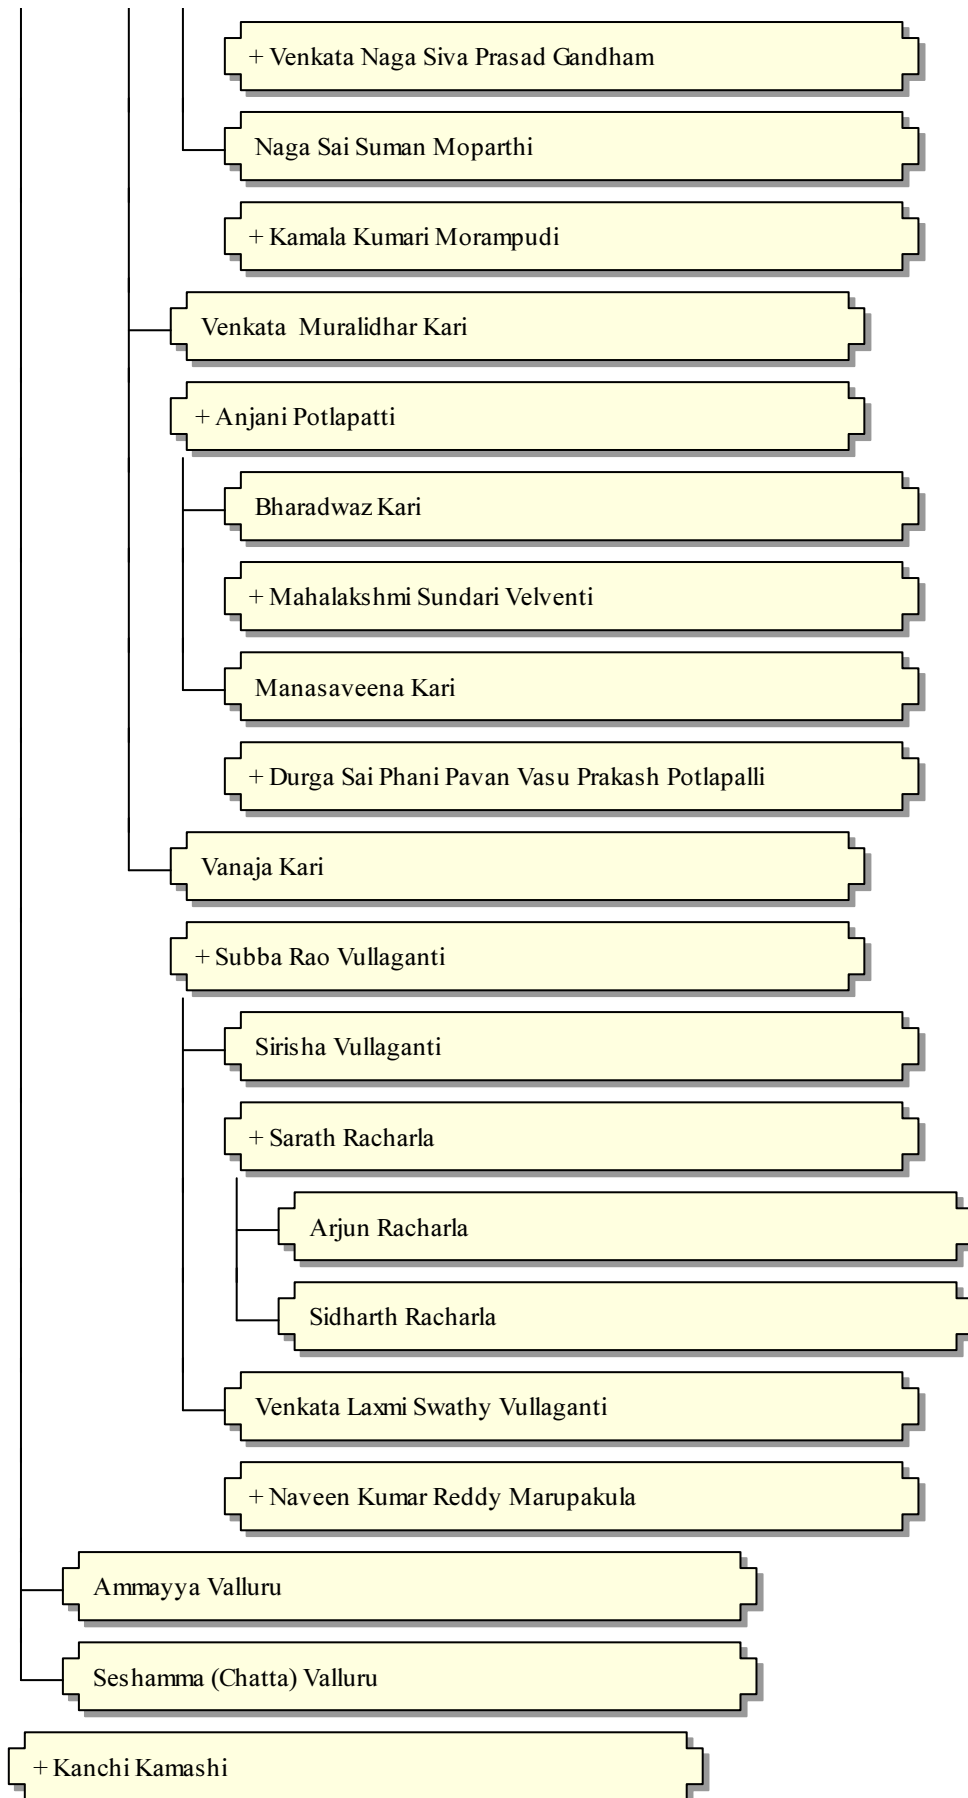 + Venkata Naga Siva Prasad Gandham
Naga Sai Suman Moparthi
+ Kamala Kumari Morampudi
Venkata Muralidhar Kari
+ Anjani Potlapatti
Bharadwaz Kari
+ Mahalakshmi Sundari Velventi
Manasaveena Kari
+ Durga Sai Phani Pavan Vasu Prakash Potlapalli
Vanaja Kari
+ Subba Rao Vullaganti
Sirisha Vullaganti
+ Sarath Racharla
Arjun Racharla
Sidharth Racharla
Venkata Laxmi Swathy Vullaganti
+ Naveen Kumar Reddy Marupakula
Ammayya Valluru
Seshamma (Chatta) Valluru
+ Kanchi Kamashi